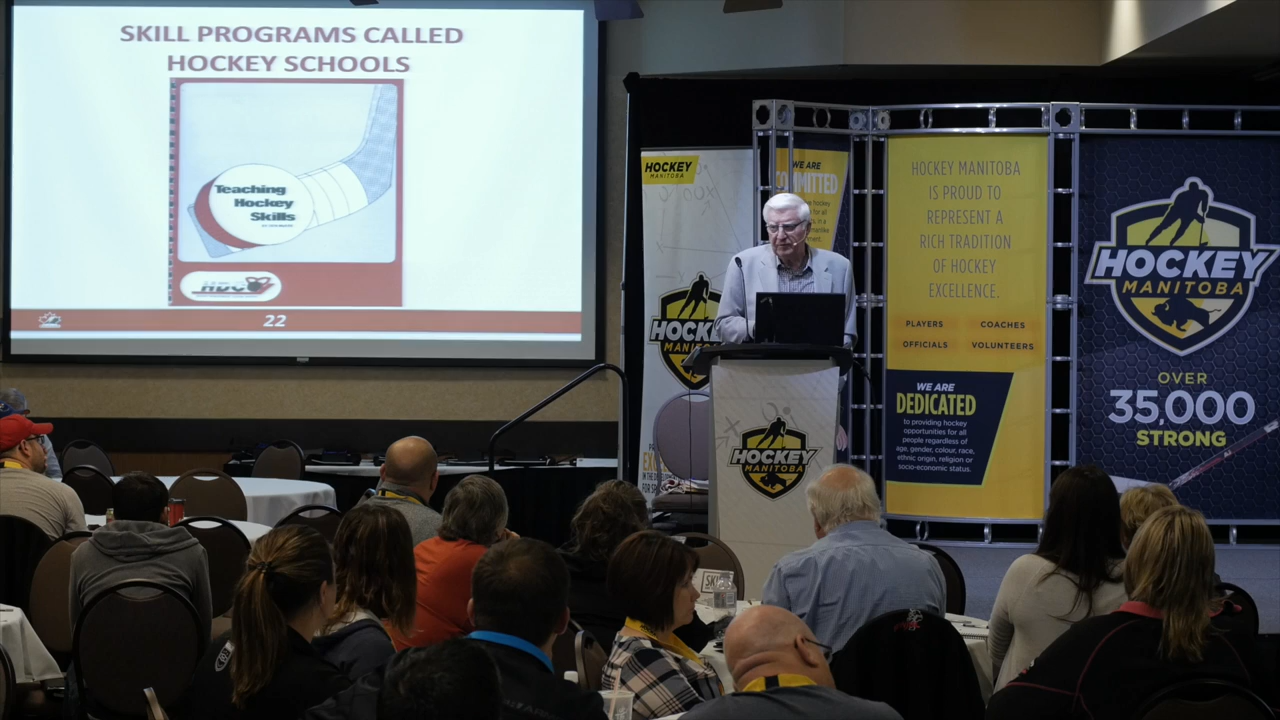 SKILL PROGRAMS CALLED
HOCKEY SCHOOLS
Teaching
Hockey
Skills
22
HOCKEY
MANITOBA
WE ARE
HOCKEY
MANITOBA
HOCKEY
MANITOBA
HOCKEY MANITOBA
IS PROUD TO
REPRESENT A
RICH TRADITION
OF HOCKEY
EXCELLENCE.
PLAYERS COACHES
OFFICIALS VOLUNTEERS
WE ARE
DEDICATED
to providing hockey
opportunities for all
people regardless of
age, gender, colour, race,
ethnic origin, religion or
socio-economic status.
HOCKEY
MANITOBA
OVER
35,000
STRONG